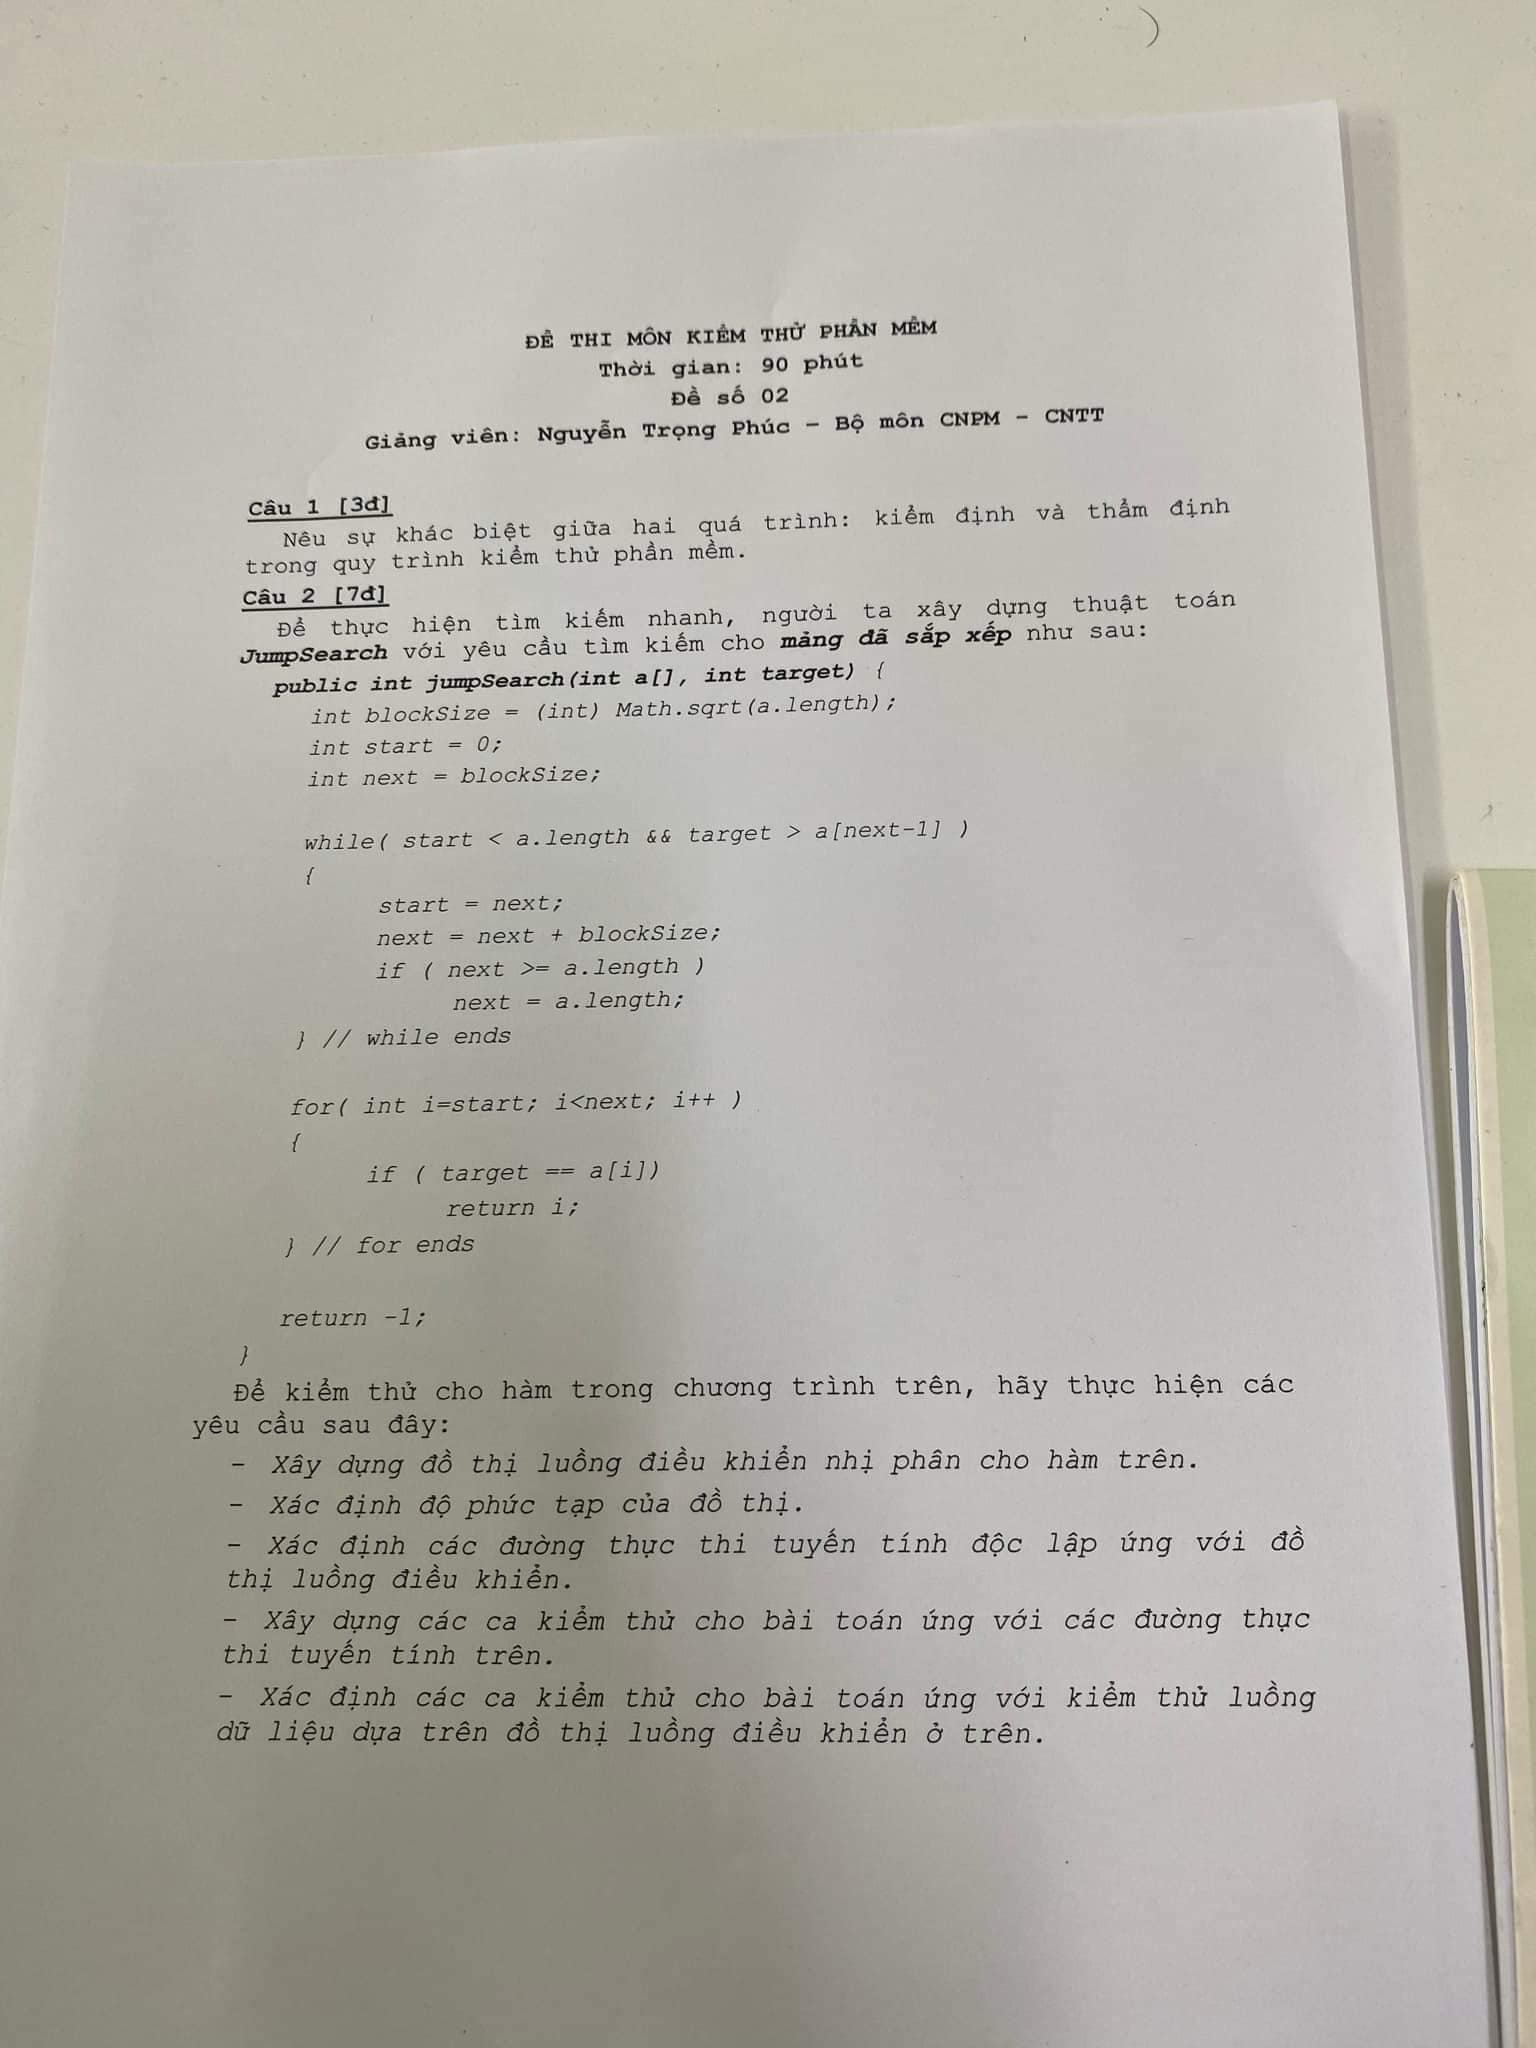 ĐỀ THI MÔN KIỂM THỬ PHẦN MỀM
Thời gian: 90 phút
Đề số 02
Giảng viên: Nguyễn Trọng Phúc – Bộ môn CNPM – CNTT
Câu 1 [3đ]
Nêu sự khác biệt giữa hai quá trình: kiểm định và thẩm định
trong quy trình kiểm thử phần mềm.
Câu 2 [7đ]
Để thực hiện tìm kiếm nhanh, người ta xây dựng thuật toán
JumpSearch với yêu cầu tìm kiếm cho mảng đã sắp xếp như sau:
public int jumpSearch(int a[], int target) {
int blockSize = (int) Math.sqrt(a.length);
int start = 0;
int next = blockSize;
while( start < a.length && target > a[next-1] )
{
start = next;
next = next + blockSize;
if ( next >= a.length )
next = a.length;
} // while ends
for( int i=start; i<next; i++ )
{
if ( target == a[i])
return i;
} // for ends
return -1;
}
Để kiểm thử cho hàm trong chương trình trên, hãy thực hiện các
yêu cầu sau đây:
- Xây dựng đồ thị luồng điều khiển nhị phân cho hàm trên.
- Xác định độ phức tạp của đồ thị.
- Xác định các đường thực thi tuyến tính độc lập ứng với đồ
thị luồng điều khiển.
- Xây dựng các ca kiểm thử cho bài toán ứng với các đường thực
thi tuyến tính trên.
- Xác định các ca kiểm thử cho bài toán ứng với kiểm thử luồng
dữ liệu dựa trên đồ thị luồng điều khiển ở trên.